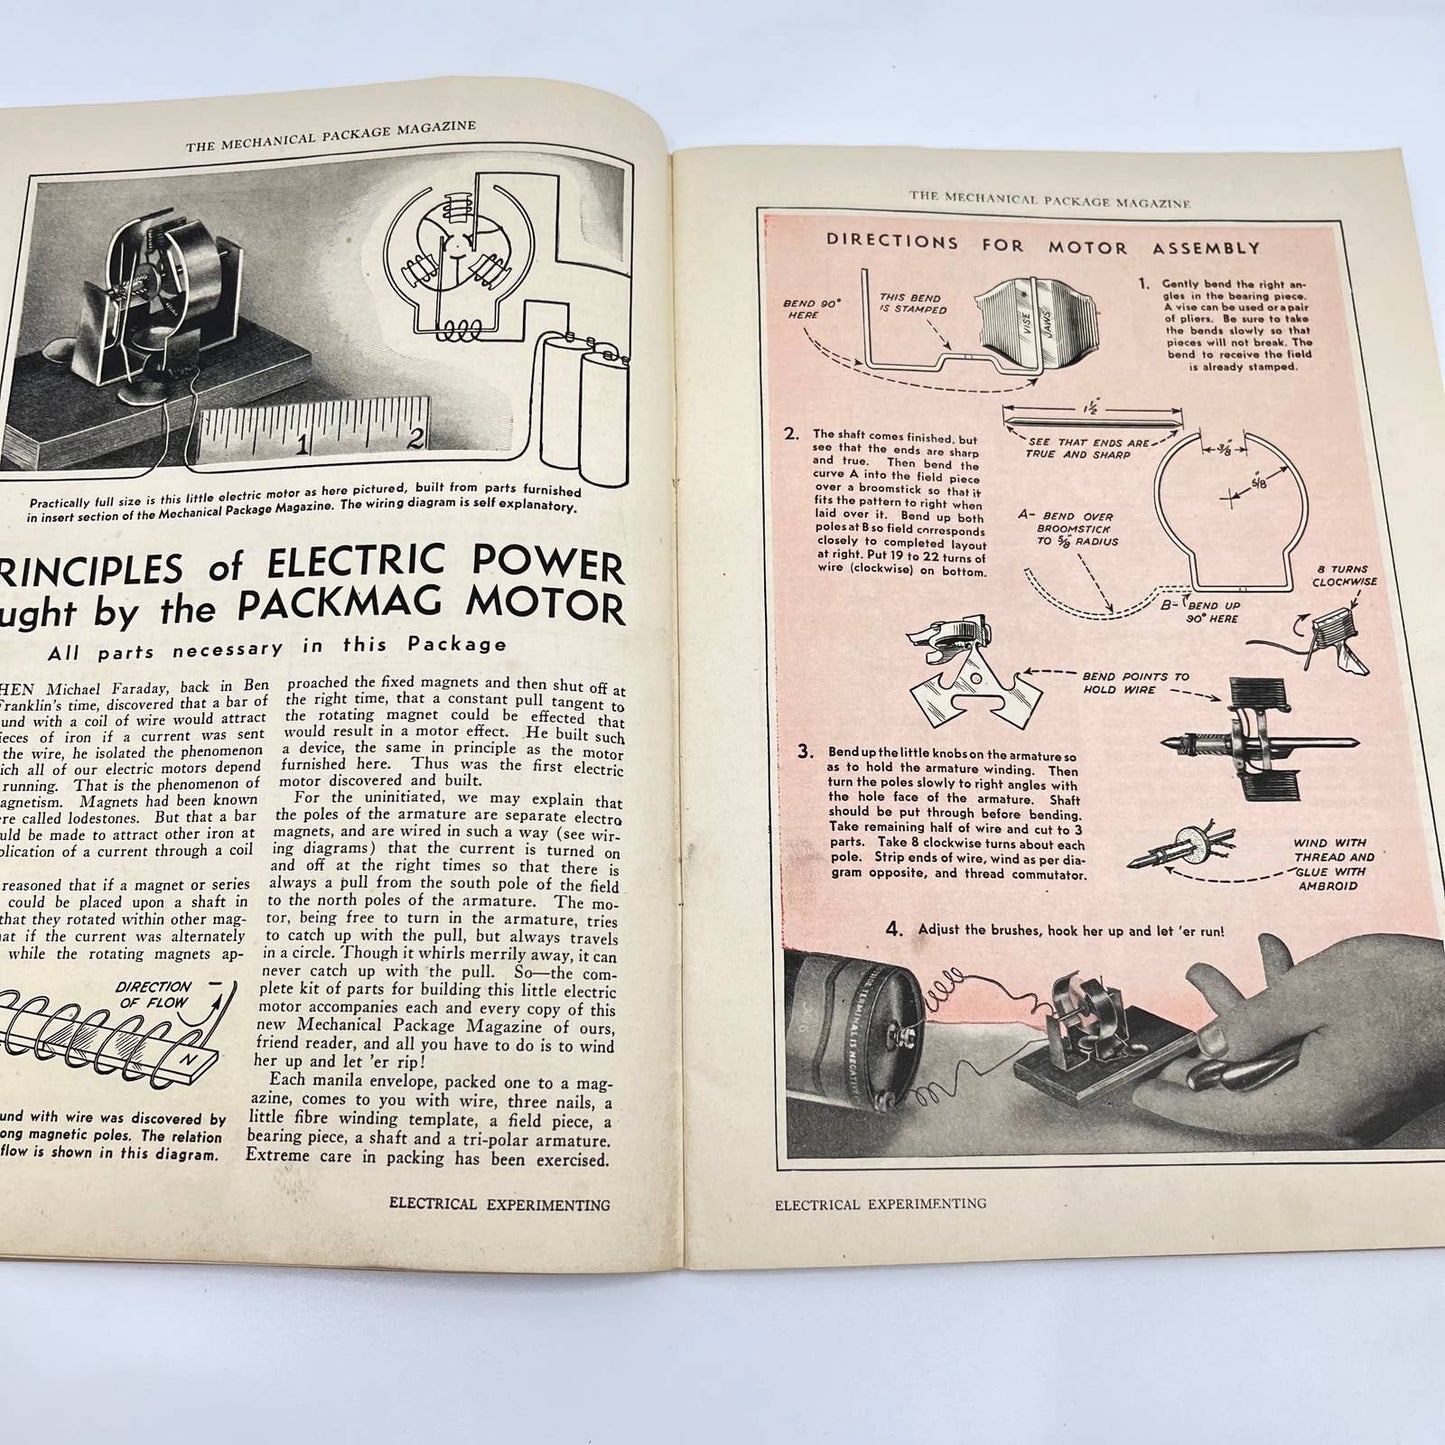 THE MECHANICAL PACKAGE MAGAZINE
1
2
Practically full size is this little electric motor as here pictured, built from parts furnished
in insert section of the Mechanical Package Magazine. The wiring diagram is self explanatory.
RINCIPLES of ELECTRIC POWER
ught by the PACKMAG MOTOR
All parts necessary in this Package
HEN Michael Faraday, back in Ben
Franklin's time, discovered that a bar of
und with a coil of wire would attract
ieces of iron if a current was sent
the wire, he isolated the phenomenon
ich all of our electric motors depend
running. That is the phenomenon of
agnetism. Magnets had been known
re called lodestones. But that a bar
uld be made to attract other iron at
plication of a current through a coil
reasoned that if a magnet or series
could be placed upon a shaft in
that they rotated within other mag-
at if the current was alternately
while the rotating magnets ap-
DIRECTION
OF FLOW
N
und with wire was discovered by
ong magnetic poles. The relation
flow is shown in this diagram.
proached the fixed magnets and then shut off at
the right time, that a constant pull tangent to
the rotating magnet could be effected that
would result in a motor effect. He built such
a device, the same in principle as the motor
furnished here. Thus was the first electric
motor discovered and built.
For the uninitiated, we may explain that
the poles of the armature are separate electro
magnets, and are wired in such a way (see wir-
ing diagrams) that the current is turned on
and off at the right times so that there is
always a pull from the south pole of the field
to the north poles of the armature. The mo-
tor, being free to turn in the armature, tries
to catch up with the pull, but always travels
in a circle. Though it whirls merrily away, it can
never catch up with the pull. So—the com-
plete kit of parts for building this little electric
motor accompanies each and every copy of this
new Mechanical Package Magazine of ours,
friend reader, and all you have to do is to wind
her up and let 'er rip!
Each manila envelope, packed one to a mag-
azine, comes to you with wire, three nails, a
little fibre winding template, a field piece, a
bearing piece, a shaft and a tri-polar armature.
Extreme care in packing has been exercised.
ELECTRICAL EXPERIMENTING
THE MECHANICAL PACKAGE MAGAZINE
DIRECTIONS FOR MOTOR ASSEMBLY
BEND 90°
HERE
THIS BEND
IS STAMPED
VISE
JAWS
1. Gently bend the right an-
gles in the bearing piece.
A vise can be used or a pair
of pliers. Be sure to take
the bends slowly so that
pieces will not break. The
bend to receive the field
is already stamped.
1½"
SEE THAT ENDS ARE
TRUE AND SHARP
2. The shaft comes finished, but
see that the ends are sharp
and true. Then bend the
curve A into the field piece
over a broomstick so that it
fits the pattern to right when
laid over it. Bend up both
poles at B so field corresponds
closely to completed layout
at right. Put 19 to 22 turns of
wire (clockwise) on bottom.
A- BEND OVER
BROOMSTICK
TO 5/8" RADIUS
3/8"
5/8"
B- BEND UP
90° HERE
8 TURNS
CLOCKWISE
BEND POINTS TO
HOLD WIRE
3. Bend up the little knobs on the armature so
as to hold the armature winding. Then
turn the poles slowly to right angles with
the hole face of the armature. Shaft
should be put through before bending.
Take remaining half of wire and cut to 3
parts. Take 8 clockwise turns about each
pole. Strip ends of wire, wind as per dia-
gram opposite, and thread commutator.
WIND WITH
THREAD AND
GLUE WITH
AMBROID
4. Adjust the brushes, hook her up and let 'er run!
TERMINAL IS NEGATIVE
ELECTRICAL EXPERIMENTING